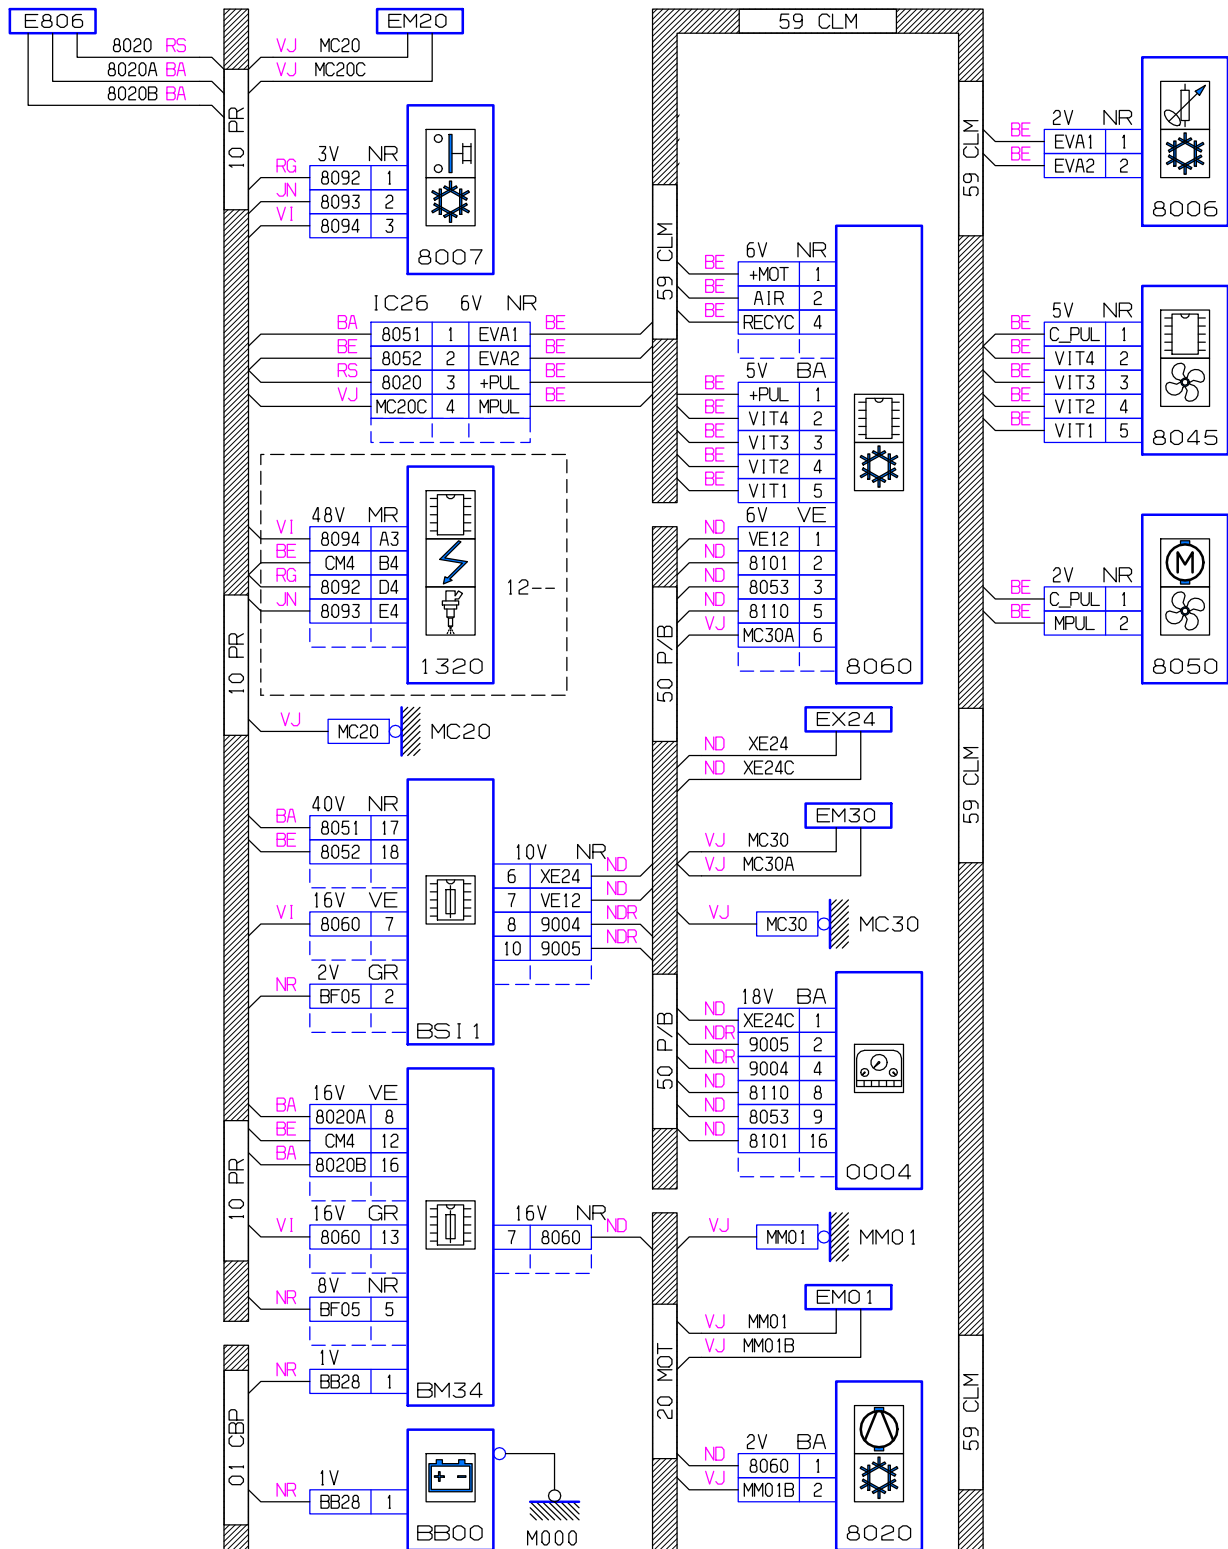 E806
8020 RS
8020A BA
8020B BA
10 PR
EM20
VJ MC20
VJ MC20C
3V NR
RG 8092 1
JN 8093 2
VI 8094 3
8007
IC26 6V NR
BA 8051 1 EVA1 BE
BE 8052 2 EVA2 BE
RS 8020 3 +PUL BE
VJ MC20C 4 MPUL BE
48V MR
VI 8094 A3
BE CM4 B4
RG 8092 D4
JN 8093 E4
1320
12--
10 PR
VJ MC20 MC20
40V NR
BA 8051 17
BE 8052 18
16V VE
VI 8060 7
2V GR
NR BF05 2
BSI1
10V NR
6 XE24 ND
7 VE12 ND
8 9004 NDR
10 9005 NDR
16V VE
BA 8020A 8
BE CM4 12
BA 8020B 16
10 PR
16V GR
VI 8060 13
8V NR
NR BF05 5
1V
NR BB28 1
BM34
16V NR
7 8060 ND
01 CBP
1V
NR BB28 1
BB00
+ -
M000
59 CLM
59 CLM
6V NR
BE +MOT 1
BE AIR 2
BE RECYC 4
5V BA
BE +PUL 1
BE VIT4 2
BE VIT3 3
BE VIT2 4
BE VIT1 5
6V VE
ND VE12 1
ND 8101 2
ND 8053 3
ND 8110 5
VJ MC30A 6
8060
50 P/B
EX24
ND XE24
ND XE24C
EM30
VJ MC30
VJ MC30A
VJ MC30 MC30
50 P/B
18V BA
ND XE24C 1
NDR 9005 2
NDR 9004 4
ND 8110 8
ND 8053 9
ND 8101 16
0004
VJ MM01 MM01
EM01
VJ MM01
VJ MM01B
20 MOT
2V BA
ND 8060 1
VJ MM01B 2
8020
59 CLM
2V NR
BE EVA1 1
BE EVA2 2
8006
5V NR
BE C_PUL 1
BE VIT4 2
BE VIT3 3
BE VIT2 4
BE VIT1 5
8045
2V NR
BE C_PUL 1
BE MPUL 2
M
8050
59 CLM
59 CLM